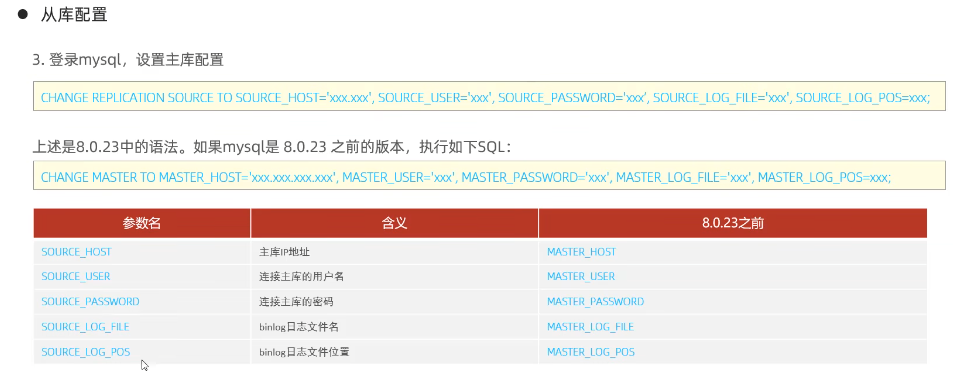 ● 从库配置
3. 登录mysql，设置主库配置
CHANGE REPLICATION SOURCE TO SOURCE_HOST='xxx.xxx', SOURCE_USER='xxx', SOURCE_PASSWORD='xxx', SOURCE_LOG_FILE='xxx', SOURCE_LOG_POS=xxx;
上述是8.0.23中的语法。如果mysql是 8.0.23 之前的版本，执行如下SQL：
CHANGE MASTER TO MASTER_HOST='xxx.xxx.xxx.xxx', MASTER_USER='xxx', MASTER_PASSWORD='xxx', MASTER_LOG_FILE='xxx', MASTER_LOG_POS=xxx;
参数名 含义 8.0.23之前
SOURCE_HOST 主库IP地址 MASTER_HOST
SOURCE_USER 连接主库的用户名 MASTER_USER
SOURCE_PASSWORD 连接主库的密码 MASTER_PASSWORD
SOURCE_LOG_FILE binlog日志文件名 MASTER_LOG_FILE
SOURCE_LOG_POS binlog日志文件位置 MASTER_LOG_POS